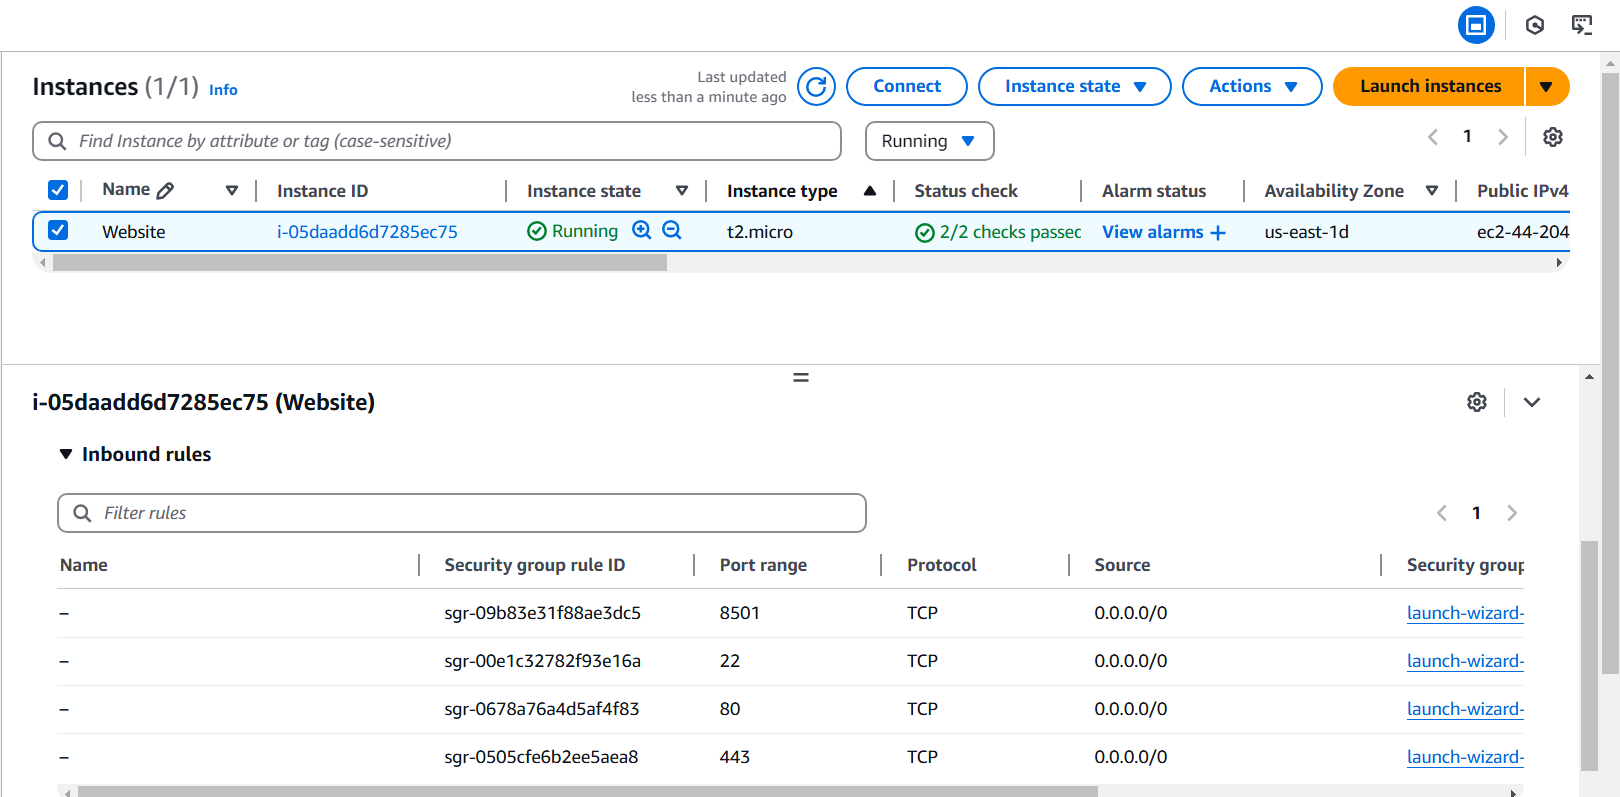 Instances (1/1) Info
Last updated
less than a minute ago
Connect
Instance state
Actions
Launch instances
Find Instance by attribute or tag (case-sensitive)
Running
1
Name Instance ID Instance state Instance type Status check Alarm status Availability Zone Public IPv4
Website i-05daadd6d7285ec75 Running t2.micro 2/2 checks passec View alarms + us-east-1d ec2-44-204
i-05daadd6d7285ec75 (Website)
Inbound rules
Filter rules
1
Name Security group rule ID Port range Protocol Source Security group
– sgr-09b83e31f88ae3dc5 8501 TCP 0.0.0.0/0 launch-wizard-
– sgr-00e1c32782f93e16a 22 TCP 0.0.0.0/0 launch-wizard-
– sgr-0678a76a4d5af4f83 80 TCP 0.0.0.0/0 launch-wizard-
– sgr-0505cfe6b2ee5aea8 443 TCP 0.0.0.0/0 launch-wizard-